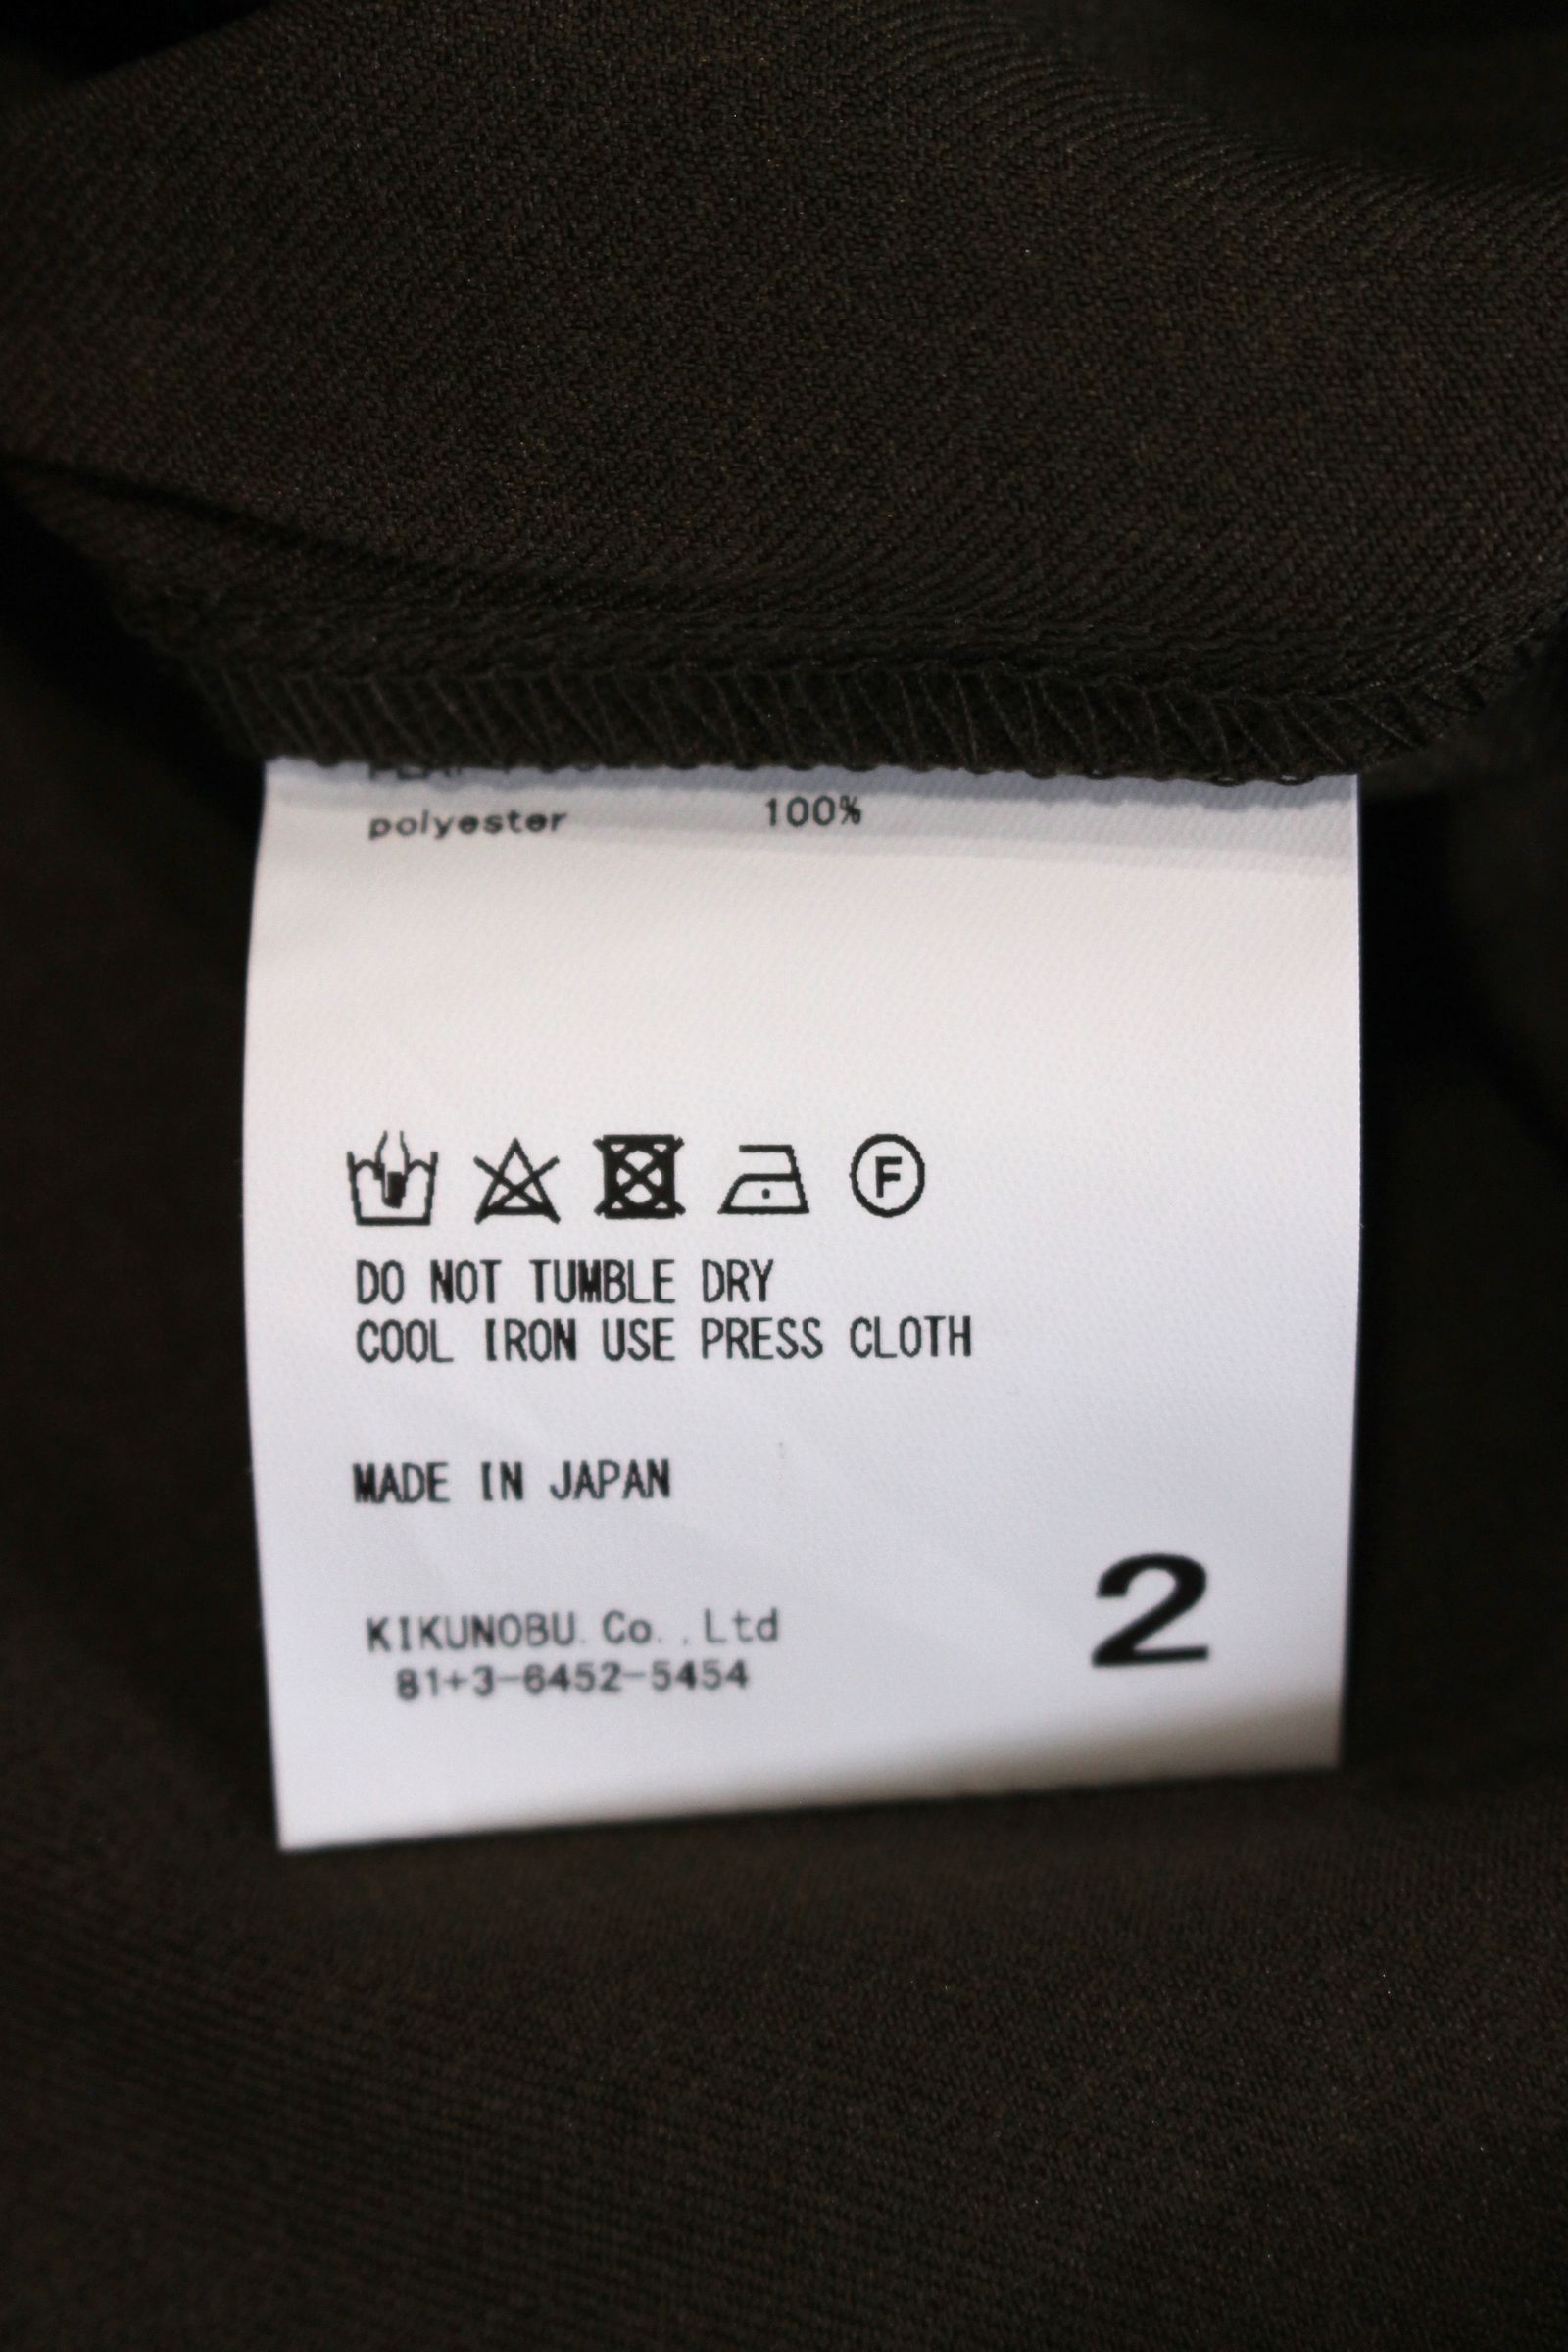 polyester 100%
F
DO NOT TUMBLE DRY
COOL IRON USE PRESS CLOTH
MADE IN JAPAN
2
KIKUNOBU. Co. ,Ltd
81+3-6452-5454